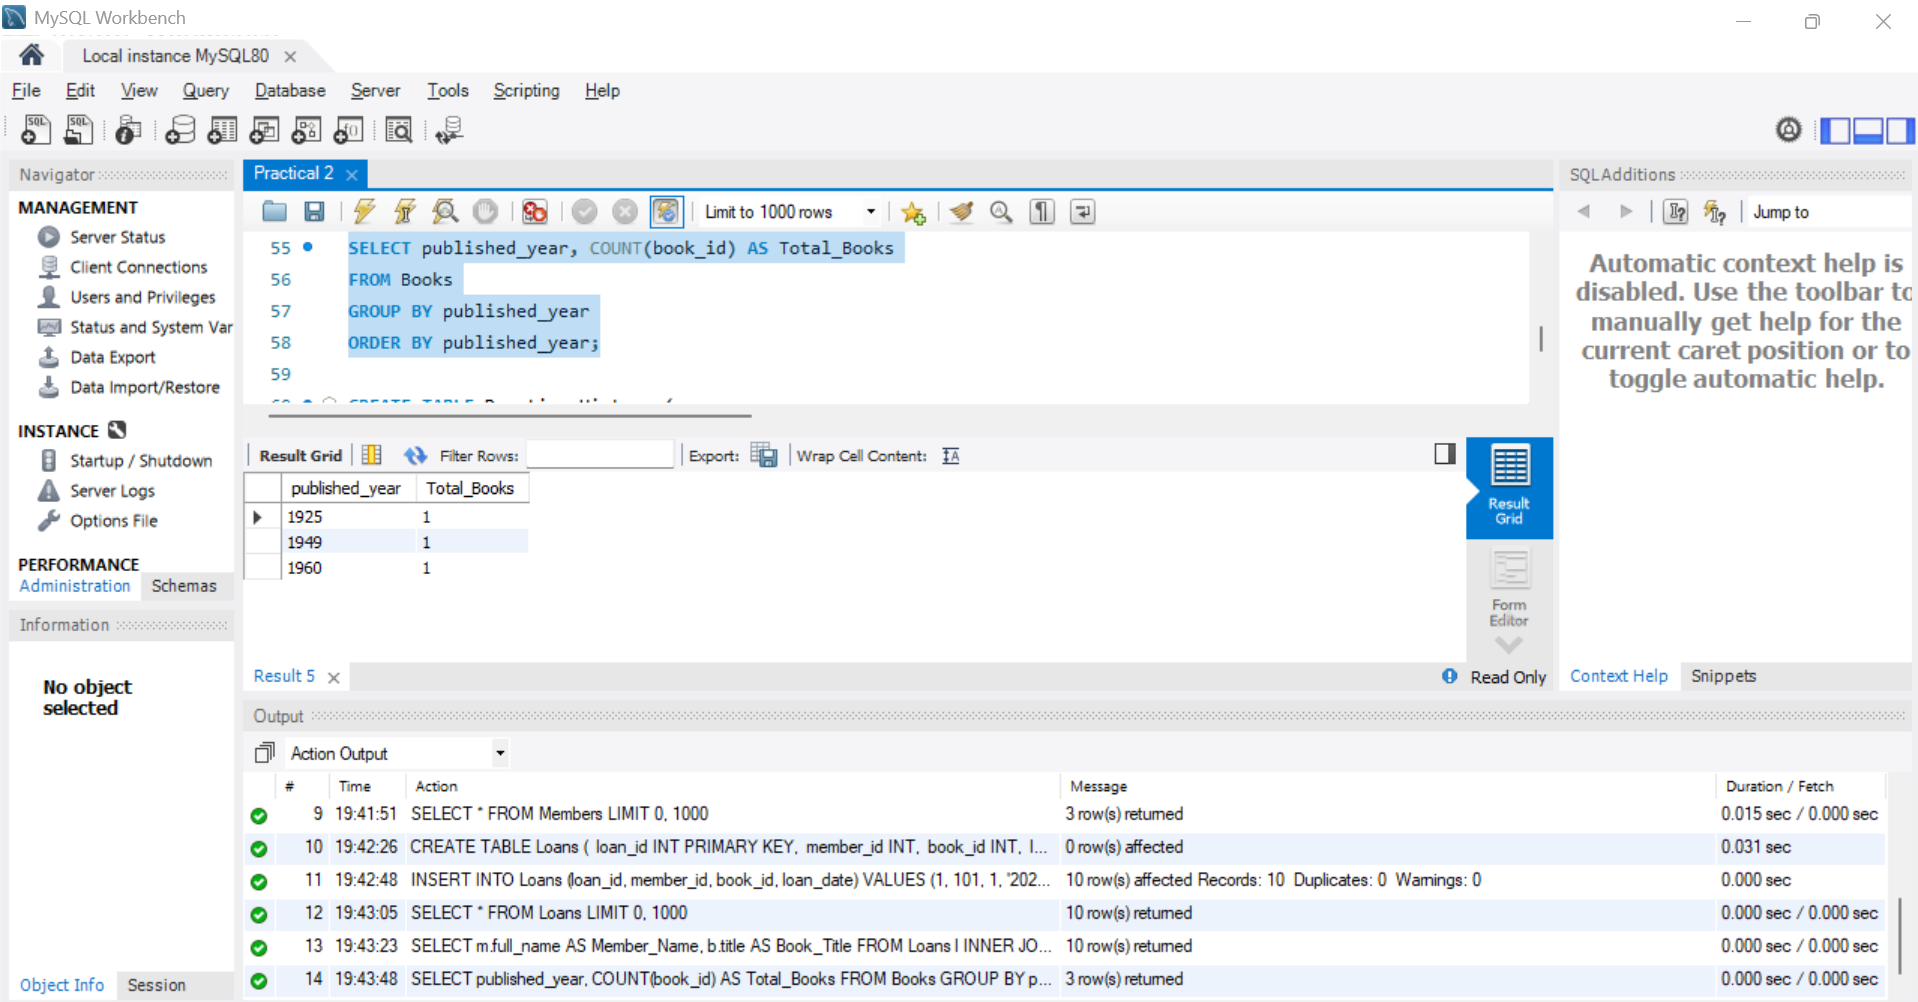 MySQL Workbench
Local instance MySQL80
File Edit View Query Database Server Tools Scripting Help
Navigator
MANAGEMENT
Server Status
Client Connections
Users and Privileges
Status and System Var
Data Export
Data Import/Restore
INSTANCE
Startup / Shutdown
Server Logs
Options File
PERFORMANCE
Administration Schemas
Information
No object
selected
Object Info Session
Practical 2
Limit to 1000 rows
55 SELECT published_year, COUNT(book_id) AS Total_Books
56 FROM Books
57 GROUP BY published_year
58 ORDER BY published_year;
59
Result Grid Filter Rows: Export: Wrap Cell Content:
published_year Total_Books
1925 1
1949 1
1960 1
Result
Grid
Form
Editor
Result 5 Read Only
SQLAdditions
Jump to
Automatic context help is
disabled. Use the toolbar to
manually get help for the
current caret position or to
toggle automatic help.
Context Help Snippets
Output
Action Output
# Time Action Message Duration / Fetch
9 19:41:51 SELECT * FROM Members LIMIT 0, 1000 3 row(s) returned 0.015 sec / 0.000 sec
10 19:42:26 CREATE TABLE Loans ( loan_id INT PRIMARY KEY, member_id INT, book_id INT, l... 0 row(s) affected 0.031 sec
11 19:42:48 INSERT INTO Loans (loan_id, member_id, book_id, loan_date) VALUES (1, 101, 1, '202... 10 row(s) affected Records: 10 Duplicates: 0 Warnings: 0 0.000 sec
12 19:43:05 SELECT * FROM Loans LIMIT 0, 1000 10 row(s) returned 0.000 sec / 0.000 sec
13 19:43:23 SELECT m.full_name AS Member_Name, b.title AS Book_Title FROM Loans l INNER JO... 10 row(s) returned 0.000 sec / 0.000 sec
14 19:43:48 SELECT published_year, COUNT(book_id) AS Total_Books FROM Books GROUP BY p... 3 row(s) returned 0.000 sec / 0.000 sec